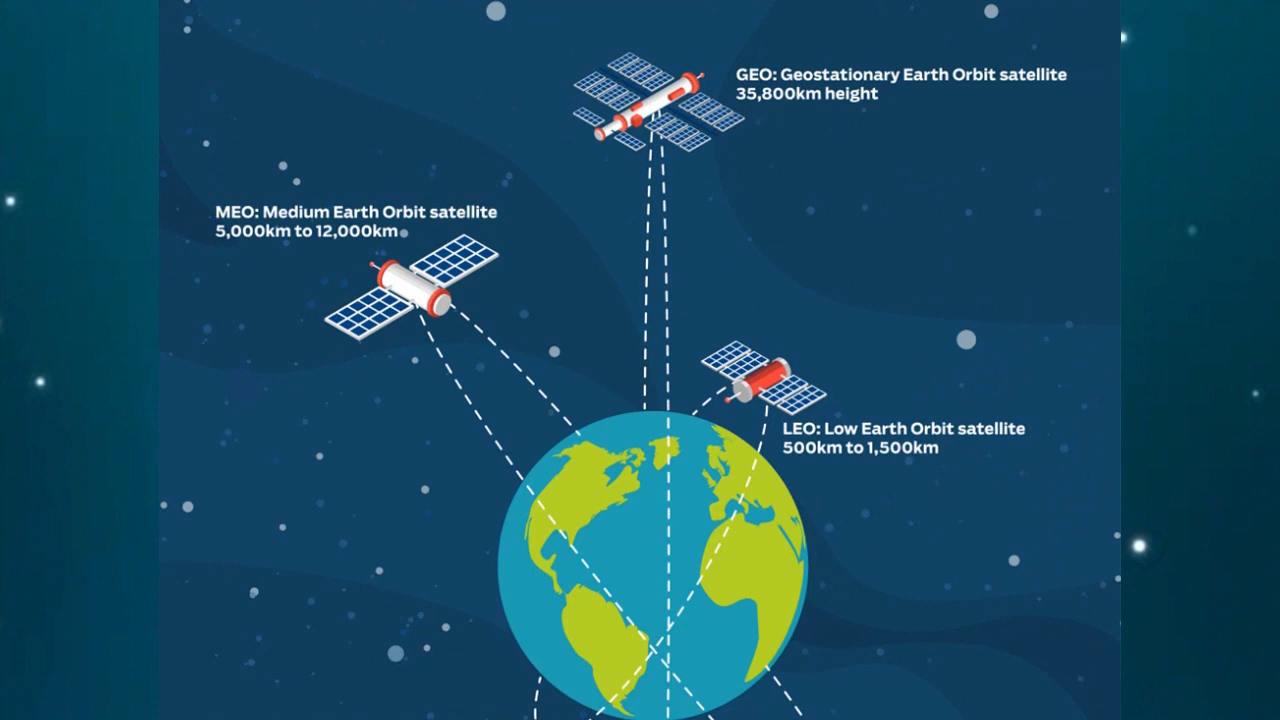 GEO: Geostationary Earth Orbit satellite
35,800km height
MEO: Medium Earth Orbit satellite
5,000km to 12,000km
LEO: Low Earth Orbit satellite
500km to 1,500km